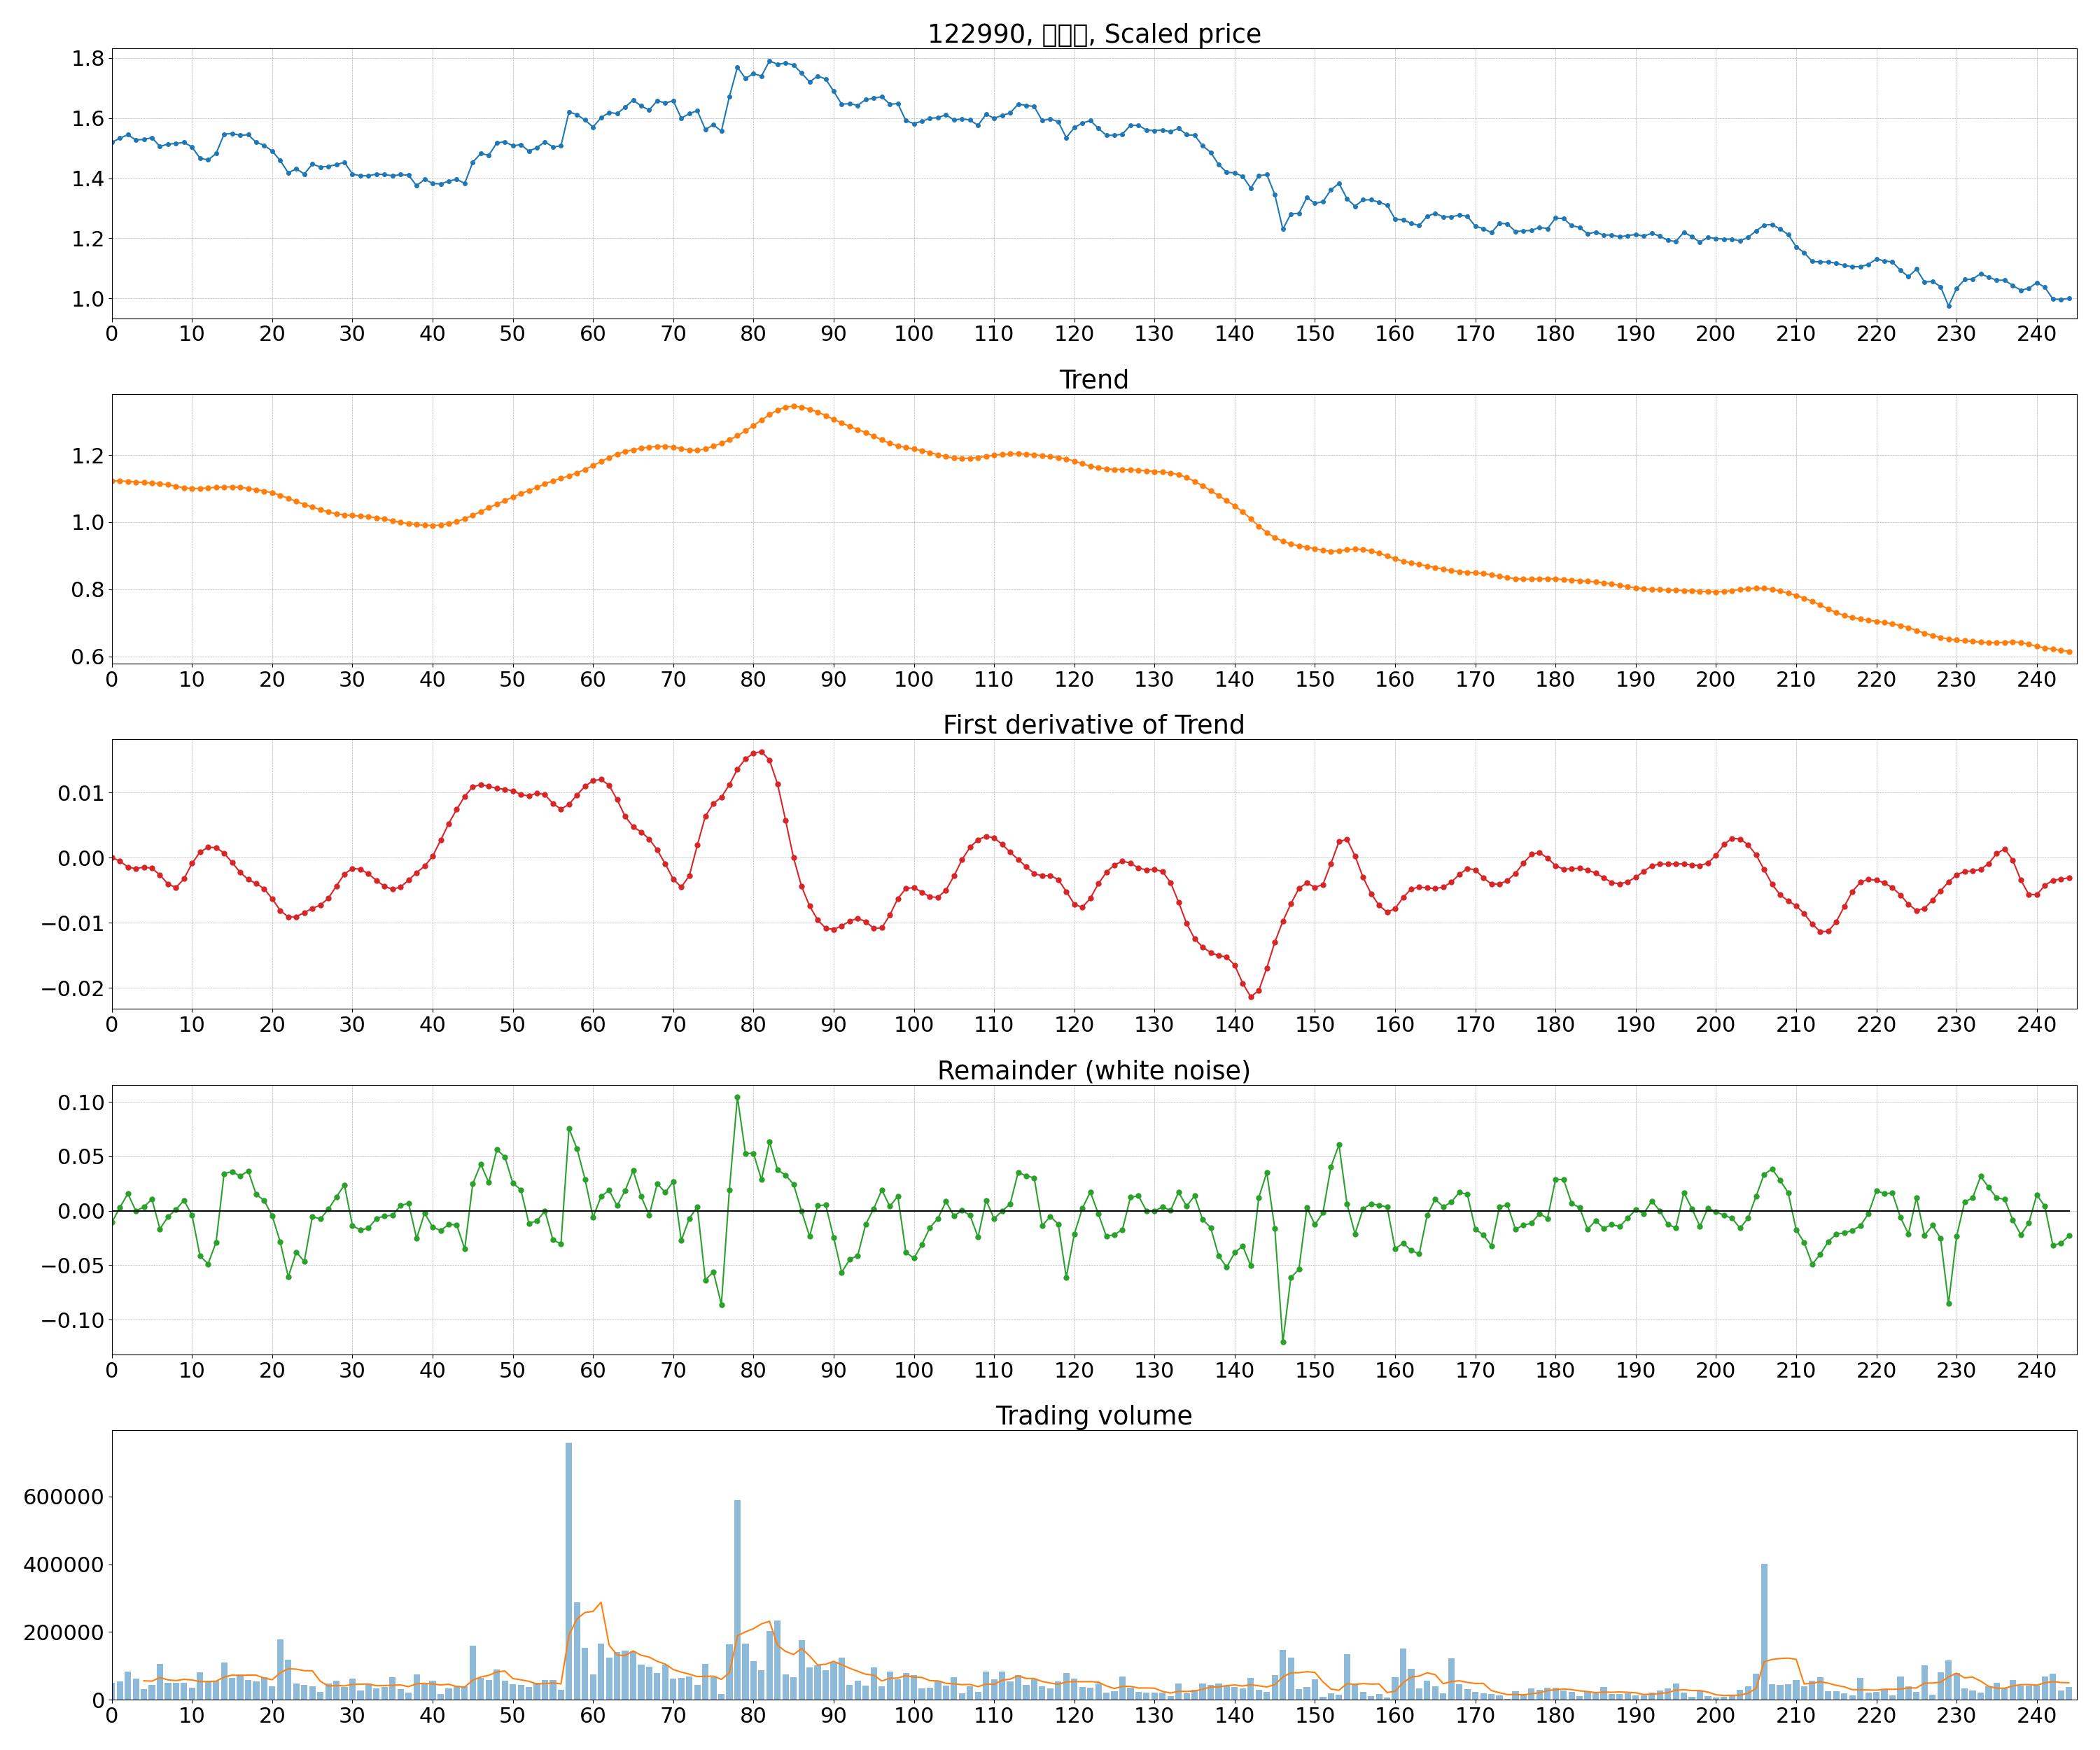 122990, □□□, Scaled price
1.8
1.6
1.4
1.2
1.0
0 10 20 30 40 50 60 70 80 90 100 110 120 130 140 150 160 170 180 190 200 210 220 230 240
Trend
1.2
1.0
0.8
0.6
0 10 20 30 40 50 60 70 80 90 100 110 120 130 140 150 160 170 180 190 200 210 220 230 240
First derivative of Trend
0.01
0.00
−0.01
−0.02
0 10 20 30 40 50 60 70 80 90 100 110 120 130 140 150 160 170 180 190 200 210 220 230 240
Remainder (white noise)
0.10
0.05
0.00
−0.05
−0.10
0 10 20 30 40 50 60 70 80 90 100 110 120 130 140 150 160 170 180 190 200 210 220 230 240
Trading volume
600000
400000
200000
0
0 10 20 30 40 50 60 70 80 90 100 110 120 130 140 150 160 170 180 190 200 210 220 230 240